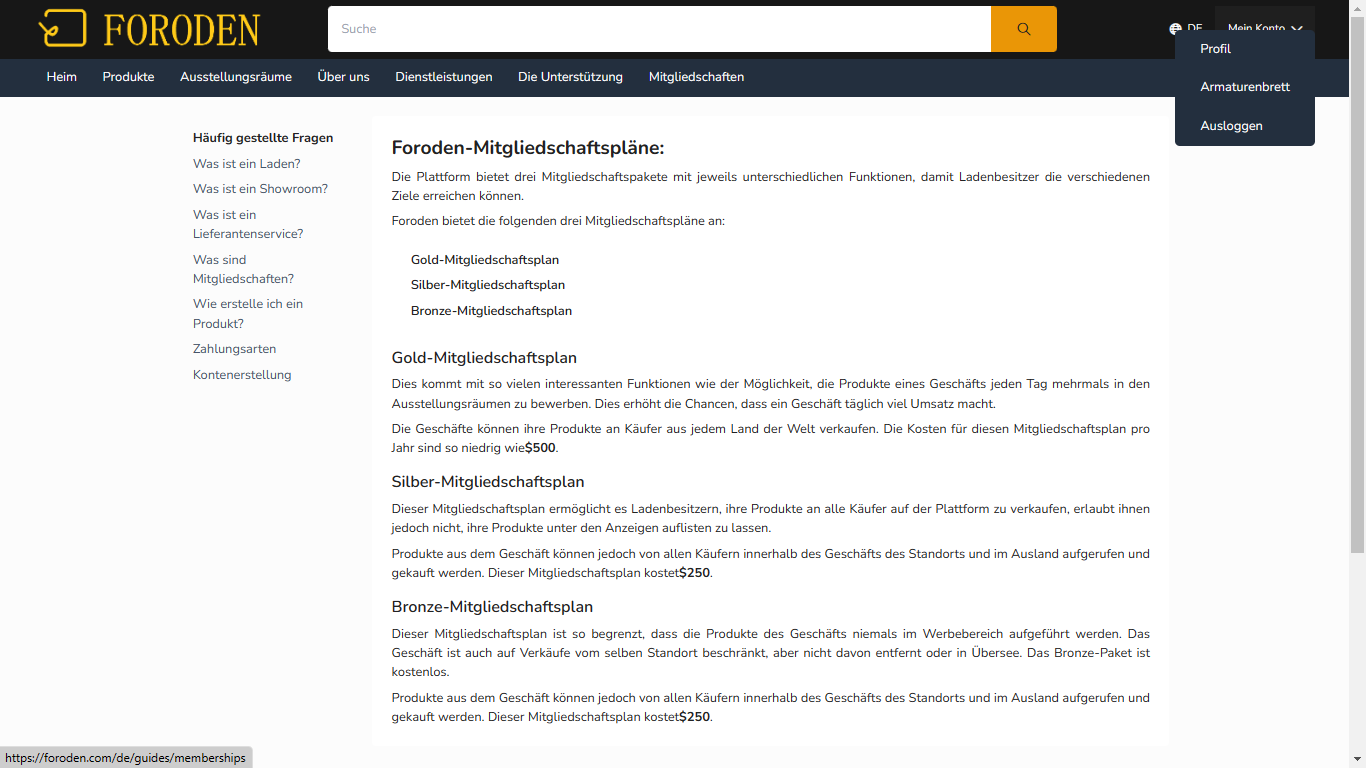 FORODEN
Suche
DE
Mein Konto
Profil
Armaturenbrett
Ausloggen
Heim
Produkte
Ausstellungsräume
Über uns
Dienstleistungen
Die Unterstützung
Mitgliedschaften
Häufig gestellte Fragen
Was ist ein Laden?
Was ist ein Showroom?
Was ist ein
Lieferantenservice?
Was sind
Mitgliedschaften?
Wie erstelle ich ein
Produkt?
Zahlungsarten
Kontenerstellung
Foroden-Mitgliedschaftspläne:
Die Plattform bietet drei Mitgliedschaftspakete mit jeweils unterschiedlichen Funktionen, damit Ladenbesitzer die verschiedenen
Ziele erreichen können.
Foroden bietet die folgenden drei Mitgliedschaftspläne an:
Gold-Mitgliedschaftsplan
Silber-Mitgliedschaftsplan
Bronze-Mitgliedschaftsplan
Gold-Mitgliedschaftsplan
Dies kommt mit so vielen interessanten Funktionen wie der Möglichkeit, die Produkte eines Geschäfts jeden Tag mehrmals in den
Ausstellungsräumen zu bewerben. Dies erhöht die Chancen, dass ein Geschäft täglich viel Umsatz macht.
Die Geschäfte können ihre Produkte an Käufer aus jedem Land der Welt verkaufen. Die Kosten für diesen Mitgliedschaftsplan pro
Jahr sind so niedrig wie$500.
Silber-Mitgliedschaftsplan
Dieser Mitgliedschaftsplan ermöglicht es Ladenbesitzern, ihre Produkte an alle Käufer auf der Plattform zu verkaufen, erlaubt ihnen
jedoch nicht, ihre Produkte unter den Anzeigen auflisten zu lassen.
Produkte aus dem Geschäft können jedoch von allen Käufern innerhalb des Geschäfts des Standorts und im Ausland aufgerufen und
gekauft werden. Dieser Mitgliedschaftsplan kostet$250.
Bronze-Mitgliedschaftsplan
Dieser Mitgliedschaftsplan ist so begrenzt, dass die Produkte des Geschäfts niemals im Werbebereich aufgeführt werden. Das
Geschäft ist auch auf Verkäufe vom selben Standort beschränkt, aber nicht davon entfernt oder in Übersee. Das Bronze-Paket ist
kostenlos.
Produkte aus dem Geschäft können jedoch von allen Käufern innerhalb des Geschäfts des Standorts und im Ausland aufgerufen und
gekauft werden. Dieser Mitgliedschaftsplan kostet$250.
https://foroden.com/de/guides/memberships